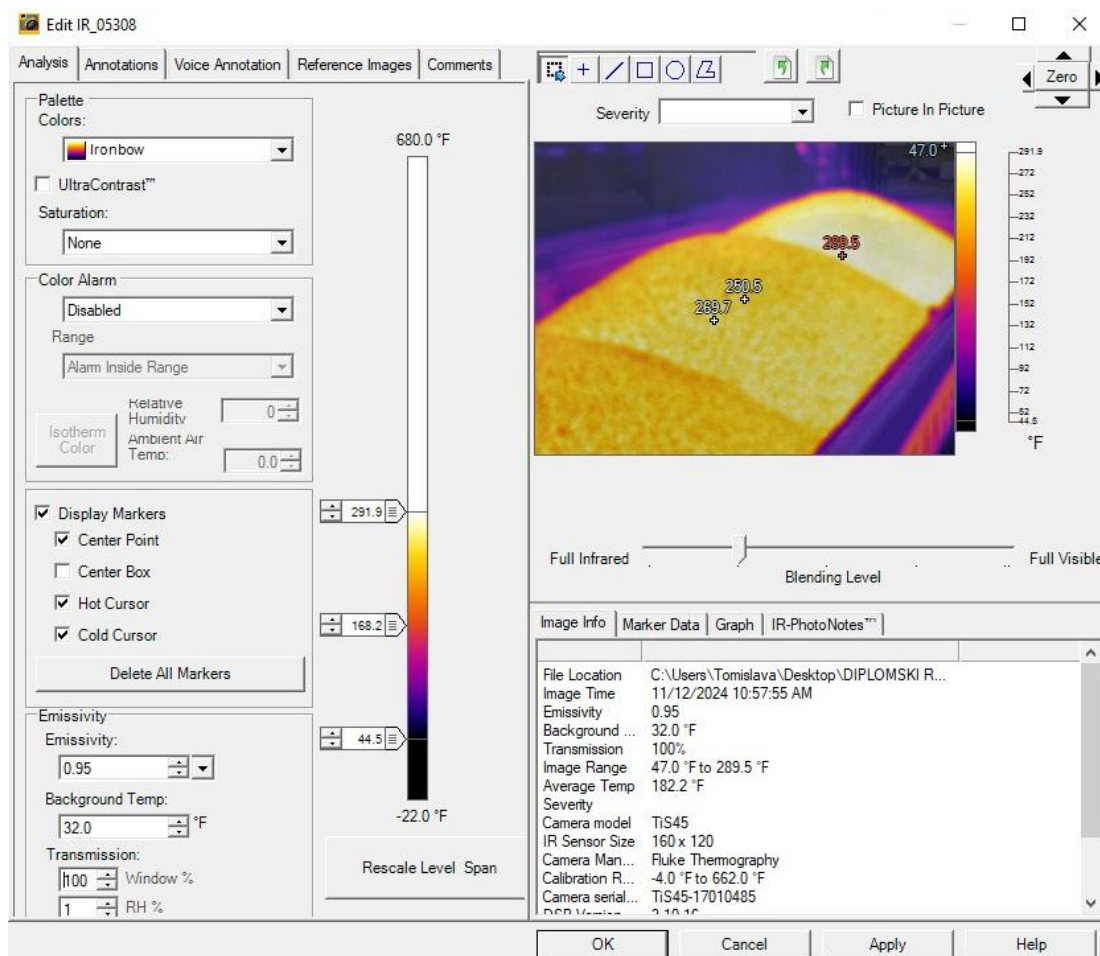 Edit IR_05308
Analysis Annotations Voice Annotation Reference Images Comments
Palette
Colors:
Ironbow
UltraContrast™
Saturation:
None
Color Alarm
Disabled
Range
Alarm Inside Range
Isotherm Color
Relative Humidity 0
Ambient Air Temp: 0.0
Display Markers
Center Point
Center Box
Hot Cursor
Cold Cursor
Delete All Markers
Emissivity
Emissivity:
0.95
Background Temp:
32.0 °F
Transmission:
100 Window %
1 RH %
680.0 °F
291.9
168.2
44.5
-22.0 °F
Rescale Level Span
Zero
Severity
Picture In Picture
47.0
289.5
250.5
269.7
291.9
272
252
232
212
192
172
152
132
112
92
72
52
44.5
°F
Full Infrared
Full Visible
Blending Level
Image Info Marker Data Graph IR-PhotoNotes™
File Location C:\Users\Tomislava\Desktop\DIPLOMSKI R...
Image Time 11/12/2024 10:57:55 AM
Emissivity 0.95
Background ... 32.0 °F
Transmission 100%
Image Range 47.0 °F to 289.5 °F
Average Temp 182.2 °F
Severity
Camera model TiS45
IR Sensor Size 160 x 120
Camera Man... Fluke Thermography
Calibration R... -4.0 °F to 662.0 °F
Camera serial... TiS45-17010485
OK Cancel Apply Help